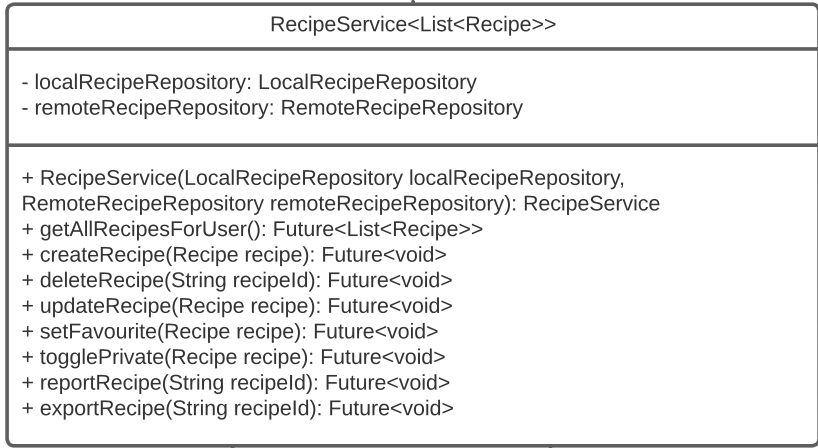 RecipeService<List<Recipe>>
- localRecipeRepository: LocalRecipeRepository
- remoteRecipeRepository: RemoteRecipeRepository
+ RecipeService(LocalRecipeRepository localRecipeRepository,
RemoteRecipeRepository remoteRecipeRepository): RecipeService
+ getAllRecipesForUser(): Future<List<Recipe>>
+ createRecipe(Recipe recipe): Future<void>
+ deleteRecipe(String recipeId): Future<void>
+ updateRecipe(Recipe recipe): Future<void>
+ setFavourite(Recipe recipe): Future<void>
+ togglePrivate(Recipe recipe): Future<void>
+ reportRecipe(String recipeId): Future<void>
+ exportRecipe(String recipeId): Future<void>